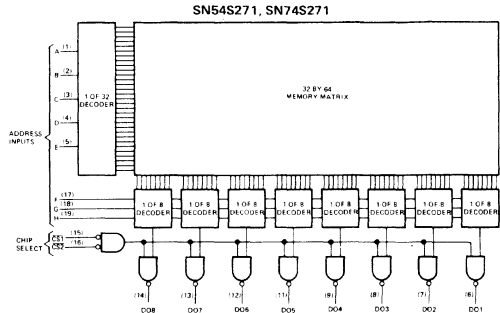 SN54S271, SN74S271
A (1)
B (2)
C (3)
D (4)
E (5)
ADDRESS INPUTS
1 OF 32 DECODER
32 BY 64 MEMORY MATRIX
F (17)
G (18)
H (19)
1 OF 8 DECODER
1 OF 8 DECODER
1 OF 8 DECODER
1 OF 8 DECODER
1 OF 8 DECODER
1 OF 8 DECODER
1 OF 8 DECODER
1 OF 8 DECODER
CHIP SELECT
CS1 (15)
CS2 (16)
(14) (13) (12) (11) (9) (8) (7) (6)
DO8 DO7 DO6 DO5 DO4 DO3 DO2 DO1